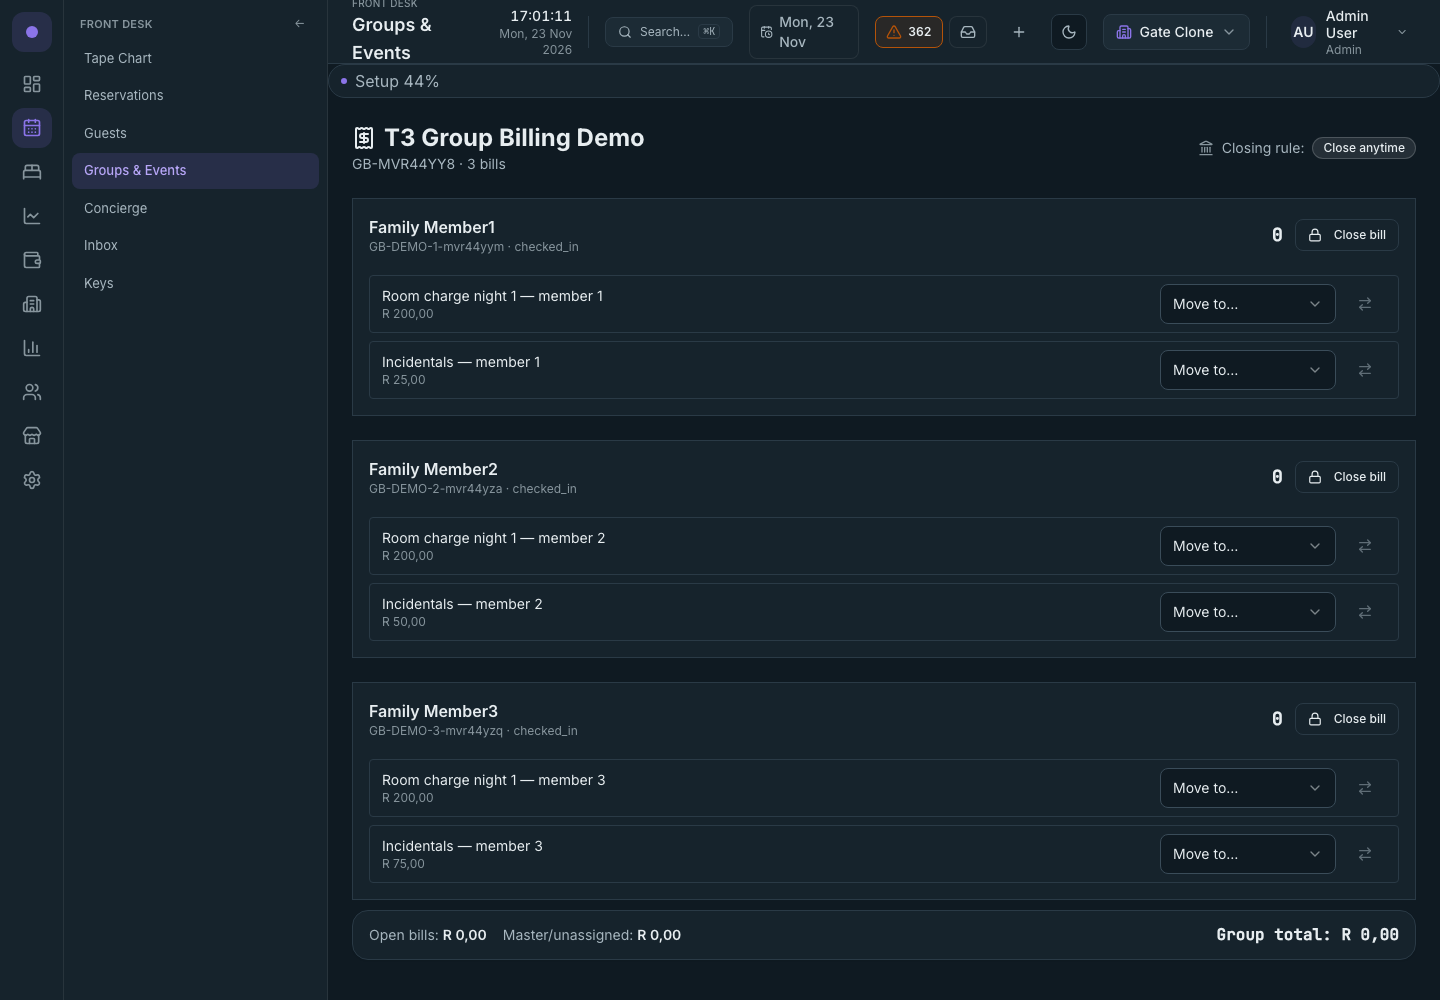 FRONT DESK
Tape Chart
Reservations
Guests
Groups & Events
Concierge
Inbox
Keys
FRONT DESK
Groups &
Events
17:01:11
Mon, 23 Nov
2026
Search...
⌘K
Mon, 23
Nov
362
Gate Clone
AU
Admin
User
Admin
Setup 44%
T3 Group Billing Demo
GB-MVR44YY8 · 3 bills
Closing rule:
Close anytime
Family Member1
GB-DEMO-1-mvr44yym · checked_in
0
Close bill
Room charge night 1 — member 1
R 200,00
Move to...
Incidentals — member 1
R 25,00
Move to...
Family Member2
GB-DEMO-2-mvr44yza · checked_in
0
Close bill
Room charge night 1 — member 2
R 200,00
Move to...
Incidentals — member 2
R 50,00
Move to...
Family Member3
GB-DEMO-3-mvr44yzq · checked_in
0
Close bill
Room charge night 1 — member 3
R 200,00
Move to...
Incidentals — member 3
R 75,00
Move to...
Open bills: R 0,00
Master/unassigned: R 0,00
Group total: R 0,00